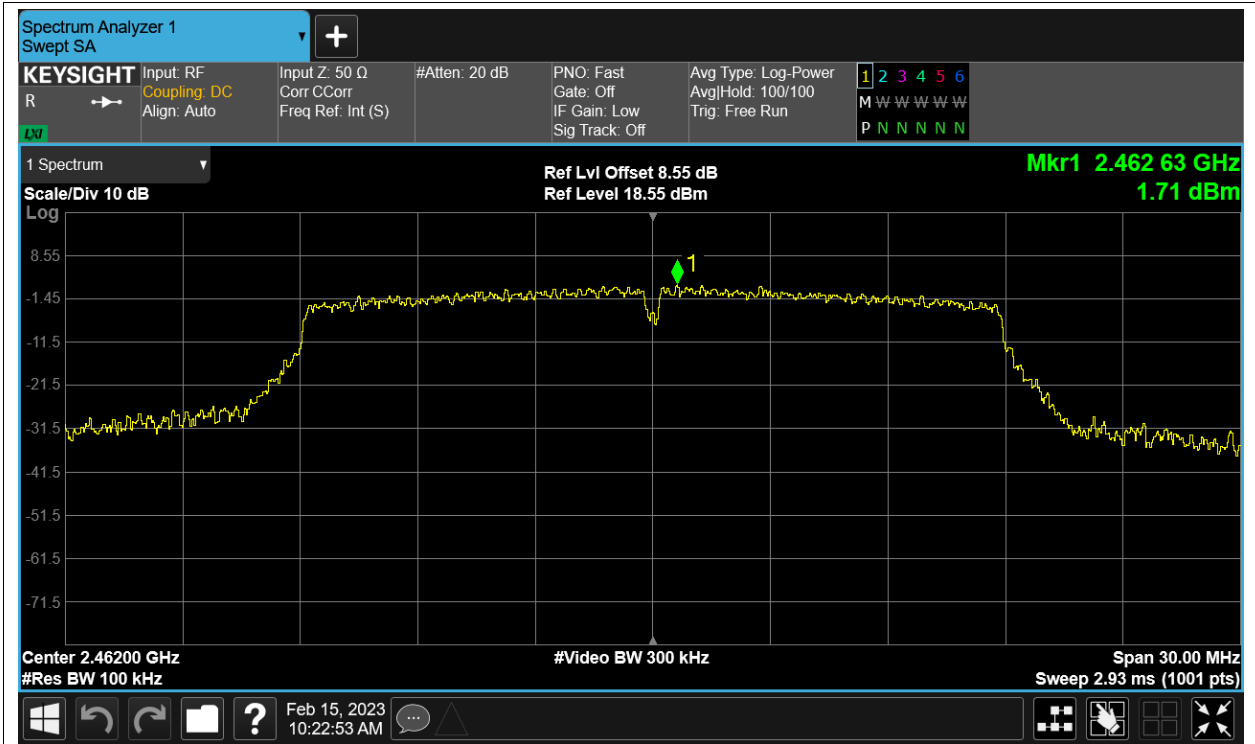 Spectrum Analyzer 1
Swept SA
KEYSIGHT
R
LXI
Input: RF
Coupling: DC
Align: Auto
Input Z: 50 Ω
Corr CCorr
Freq Ref: Int (S)
#Atten: 20 dB
PNO: Fast
Gate: Off
IF Gain: Low
Sig Track: Off
Avg Type: Log-Power
Avg|Hold: 100/100
Trig: Free Run
1 2 3 4 5 6
M W W W W W
P N N N N N
1 Spectrum
Scale/Div 10 dB
Ref Lvl Offset 8.55 dB
Ref Level 18.55 dBm
Mkr1 2.462 63 GHz
1.71 dBm
Log
8.55
-1.45
-11.5
-21.5
-31.5
-41.5
-51.5
-61.5
-71.5
1
Center 2.46200 GHz
#Res BW 100 kHz
#Video BW 300 kHz
Span 30.00 MHz
Sweep 2.93 ms (1001 pts)
?
Feb 15, 2023
10:22:53 AM